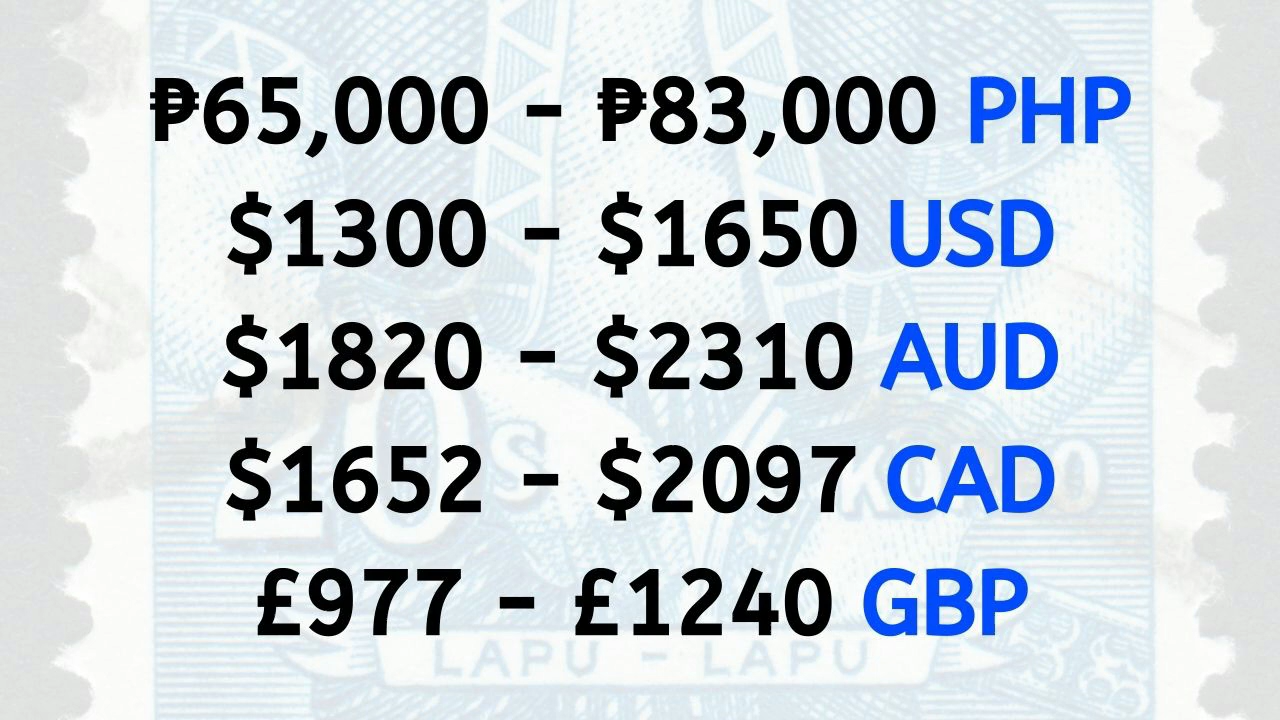 ₱65,000 - ₱83,000 PHP
$1300 - $1650 USD
$1820 - $2310 AUD
$1652 - $2097 CAD
20s
£977 - £1240 GBP
LAPU - LAPU